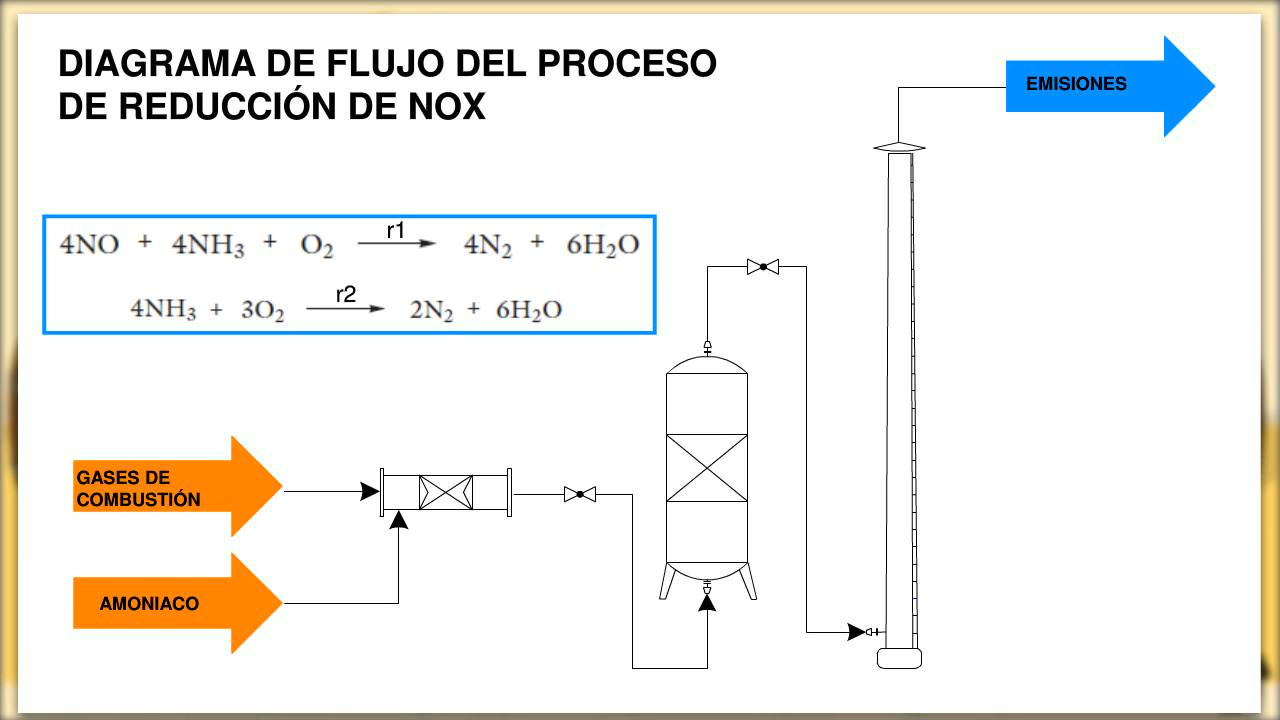 DIAGRAMA DE FLUJO DEL PROCESO
DE REDUCCIÓN DE NOX
EMISIONES
4NO + 4NH₃ + O₂ r1 4N₂ + 6H₂O
4NH₃ + 3O₂ r2 2N₂ + 6H₂O
GASES DE
COMBUSTIÓN
AMONIACO